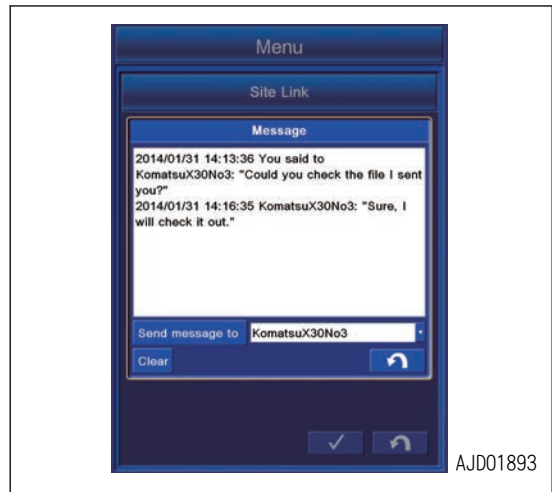 Menu
Site Link
Message
2014/01/31 14:13:36 You said to
KomatsuX30No3: "Could you check the file I sent
you?"
2014/01/31 14:16:35 KomatsuX30No3: "Sure, I
will check it out."
Send message to KomatsuX30No3
Clear
AJD01893